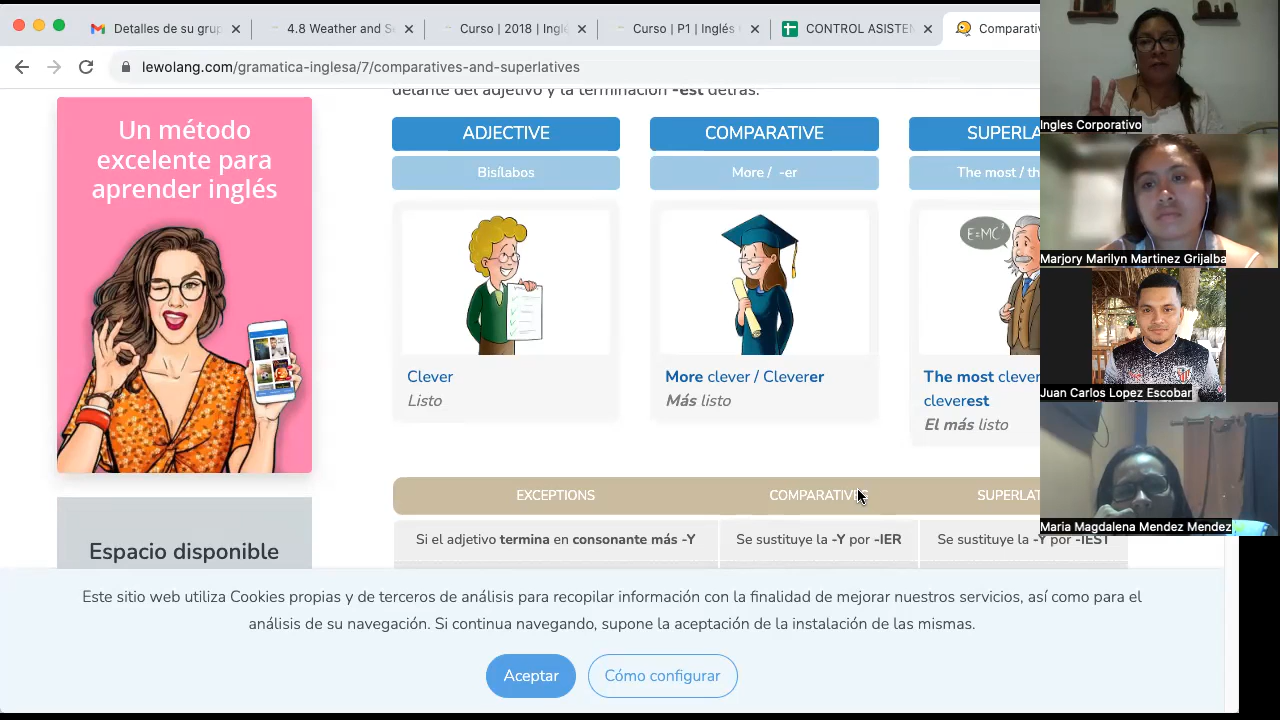 Detalles de su grup
4.8 Weather and Se
Curso | 2018 | Inglé
Curso | P1 | Inglés
CONTROL ASISTEN
Comparativ
lewolang.com/gramatica-inglesa/7/comparatives-and-superlatives
delante del adjetivo y la terminación -est detrás.
Un método
excelente para
aprender inglés
ADJECTIVE
COMPARATIVE
SUPERLA
Bisílabos
More / -er
The most / th
E=MC²
Clever
Listo
More clever / Cleverer
Más listo
The most clever
cleverest
El más listo
EXCEPTIONS
COMPARATIVES
SUPERLAT
Si el adjetivo termina en consonante más -Y
Se sustituye la -Y por -IER
Se sustituye la -Y por -IEST
Espacio disponible
Este sitio web utiliza Cookies propias y de terceros de análisis para recopilar información con la finalidad de mejorar nuestros servicios, así como para el
análisis de su navegación. Si continua navegando, supone la aceptación de la instalación de las mismas.
Aceptar
Cómo configurar
Ingles Corporativo
Marjory Marilyn Martinez Grijalba
Juan Carlos Lopez Escobar
Maria Magdalena Mendez Mendez